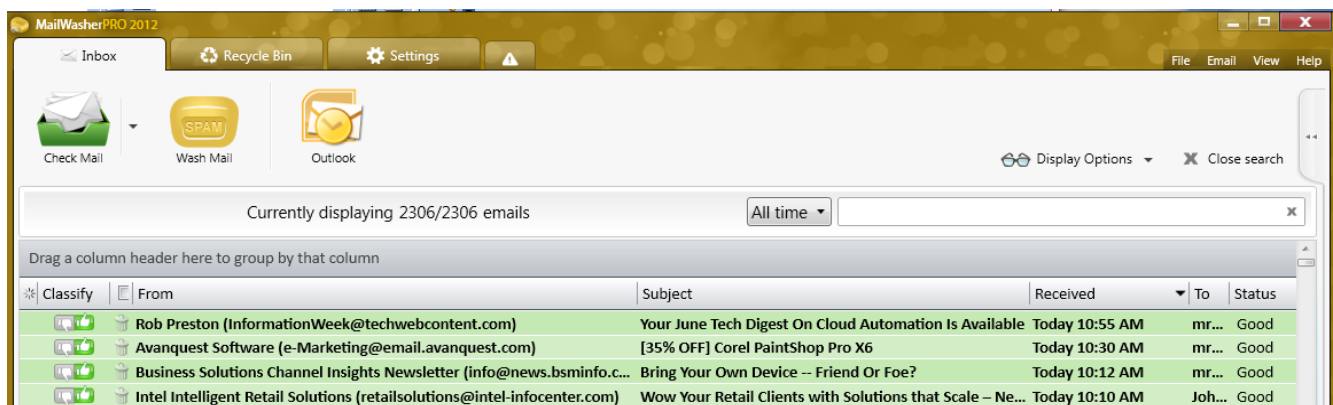 MailWasherPRO 2012
Inbox Recycle Bin Settings
File Email View Help
SPAM
Check Mail Wash Mail Outlook
Display Options Close search
Currently displaying 2306/2306 emails All time
Drag a column header here to group by that column
Classify From Subject Received To Status
Rob Preston (InformationWeek@techwebcontent.com) Your June Tech Digest On Cloud Automation Is Available Today 10:55 AM mr... Good
Avanquest Software (e-Marketing@email.avanquest.com) [35% OFF] Corel PaintShop Pro X6 Today 10:30 AM mr... Good
Business Solutions Channel Insights Newsletter (info@news.bsminfo.c... Bring Your Own Device -- Friend Or Foe? Today 10:12 AM mr... Good
Intel Intelligent Retail Solutions (retailsolutions@intel-infocenter.com) Wow Your Retail Clients with Solutions that Scale – Ne... Today 10:10 AM Joh... Good